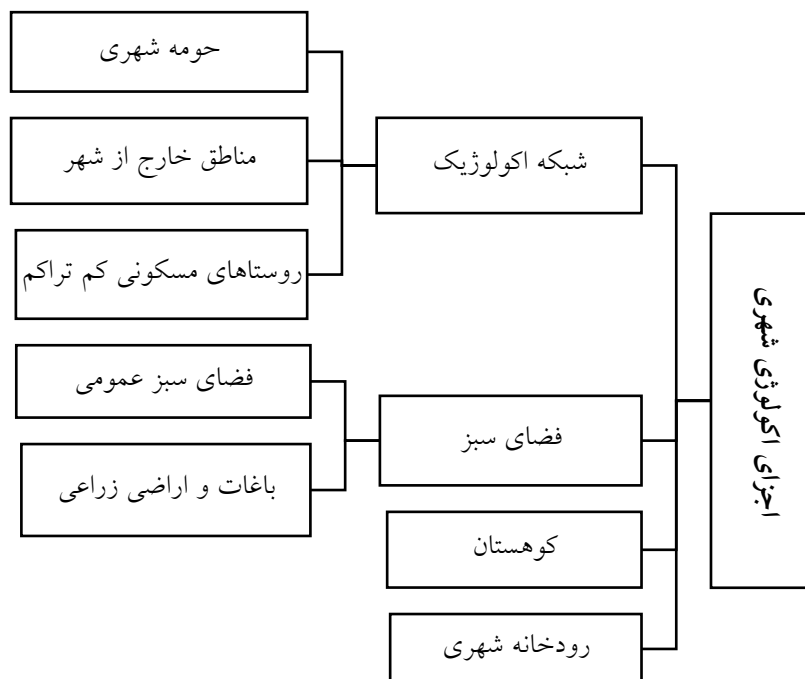 اجزای اکولوژی شهری
شبکه اکولوژیک
حومه شهری
مناطق خارج از شهر
روستاهای مسکونی کم تراکم
فضای سبز
فضای سبز عمومی
باغات و اراضی زراعی
کوهستان
رودخانه شهری